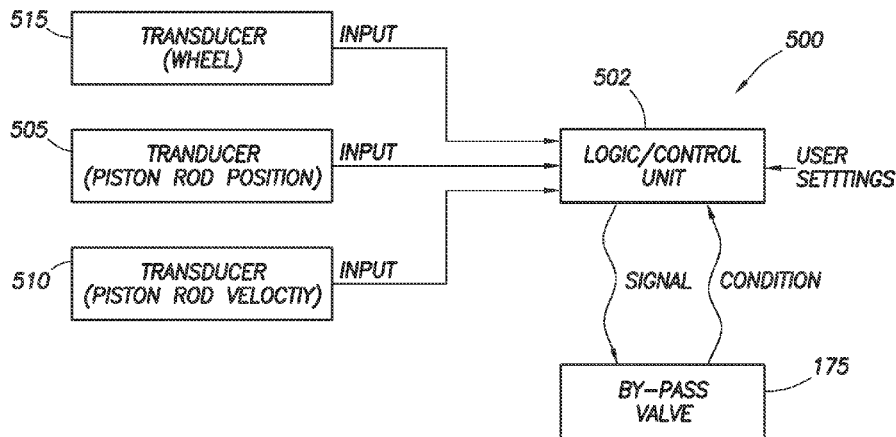 515
TRANSDUCER
(WHEEL)
INPUT
500
502
505
TRANDUCER
(PISTON ROD POSITION)
INPUT
LOGIC/CONTROL
UNIT
USER
SETTTINGS
510
TRANSDUCER
(PISTON ROD VELOCTIY)
INPUT
SIGNAL
CONDITION
175
BY-PASS
VALVE